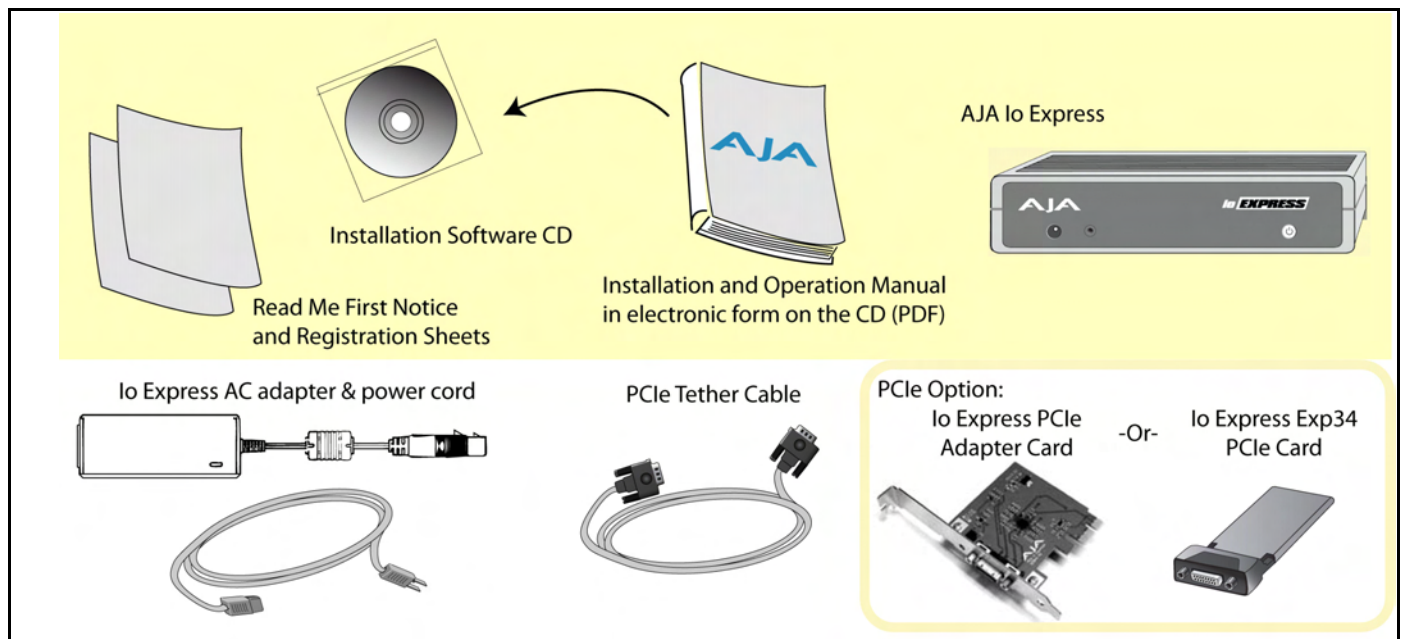 AJA
AJA Io Express
AJA
Io EXPRESS
Installation Software CD
Installation and Operation Manual
in electronic form on the CD (PDF)
Read Me First Notice
and Registration Sheets
Io Express AC adapter & power cord
PCIe Tether Cable
PCIe Option:
Io Express PCIe
Adapter Card
-Or-
Io Express Exp34
PCIe Card
AJA